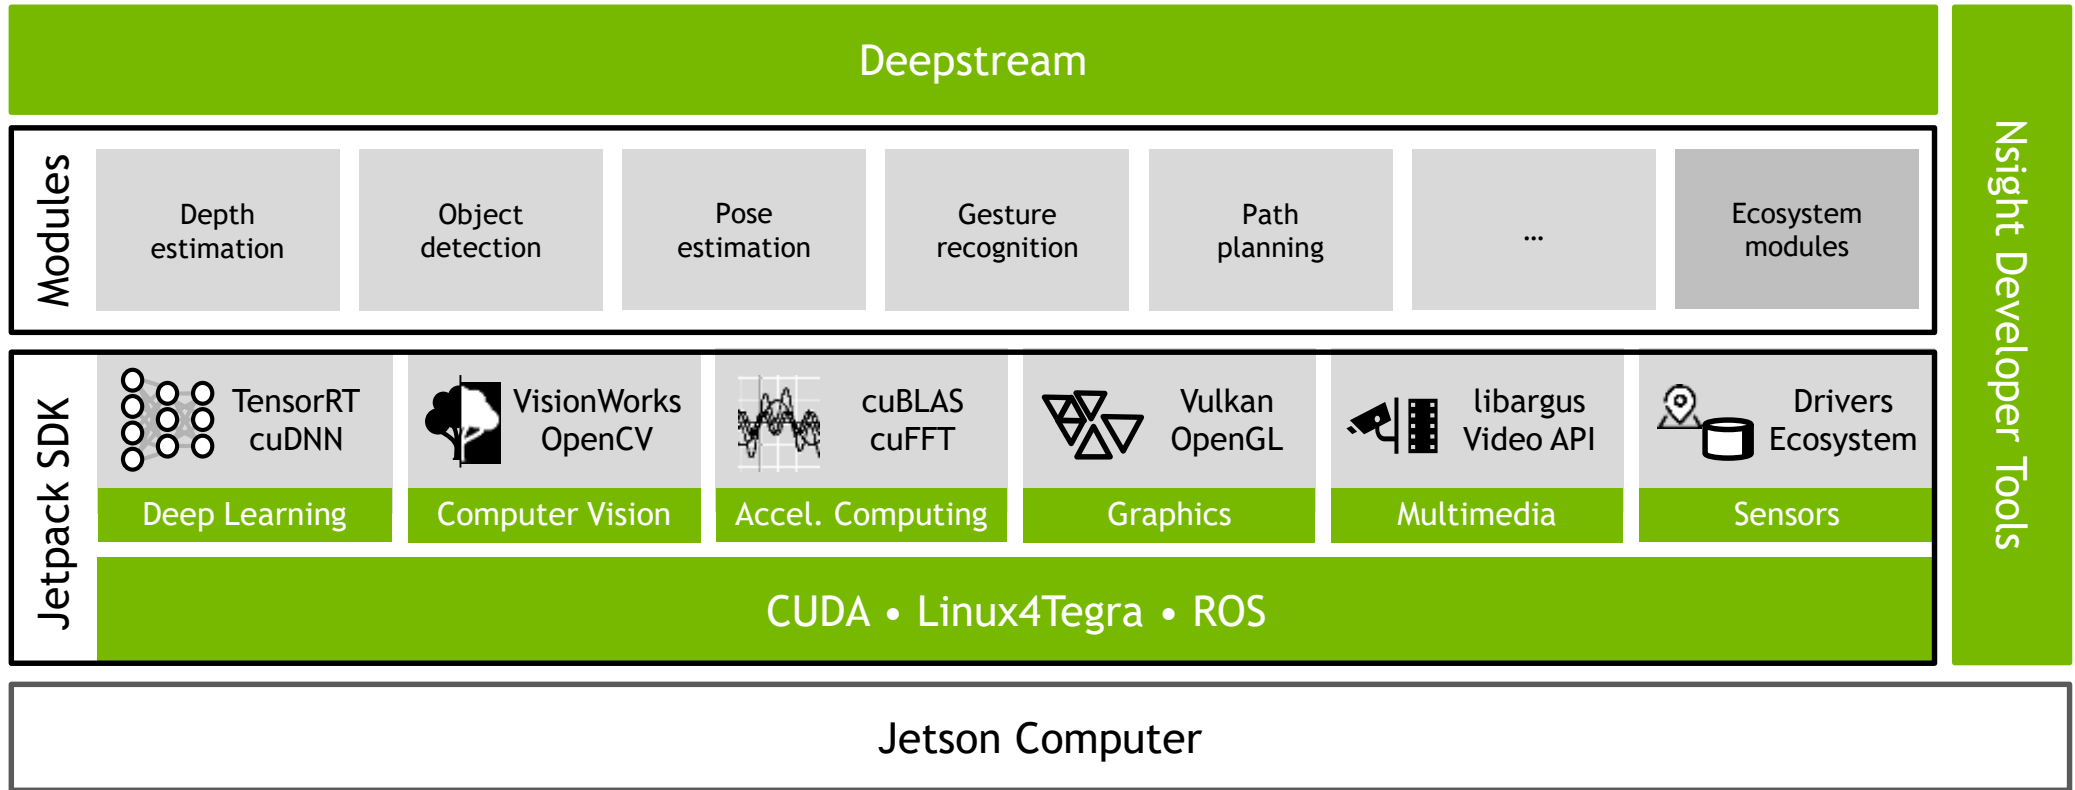 Deepstream
Modules
Depth
estimation
Object
detection
Pose
estimation
Gesture
recognition
Path
planning
...
Ecosystem
modules
Jetpack SDK
TensorRT
cuDNN
Deep Learning
VisionWorks
OpenCV
Computer Vision
cuBLAS
cuFFT
Accel. Computing
Vulkan
OpenGL
Graphics
libargus
Video API
Multimedia
Drivers
Ecosystem
Sensors
CUDA • Linux4Tegra • ROS
Nsight Developer Tools
Jetson Computer